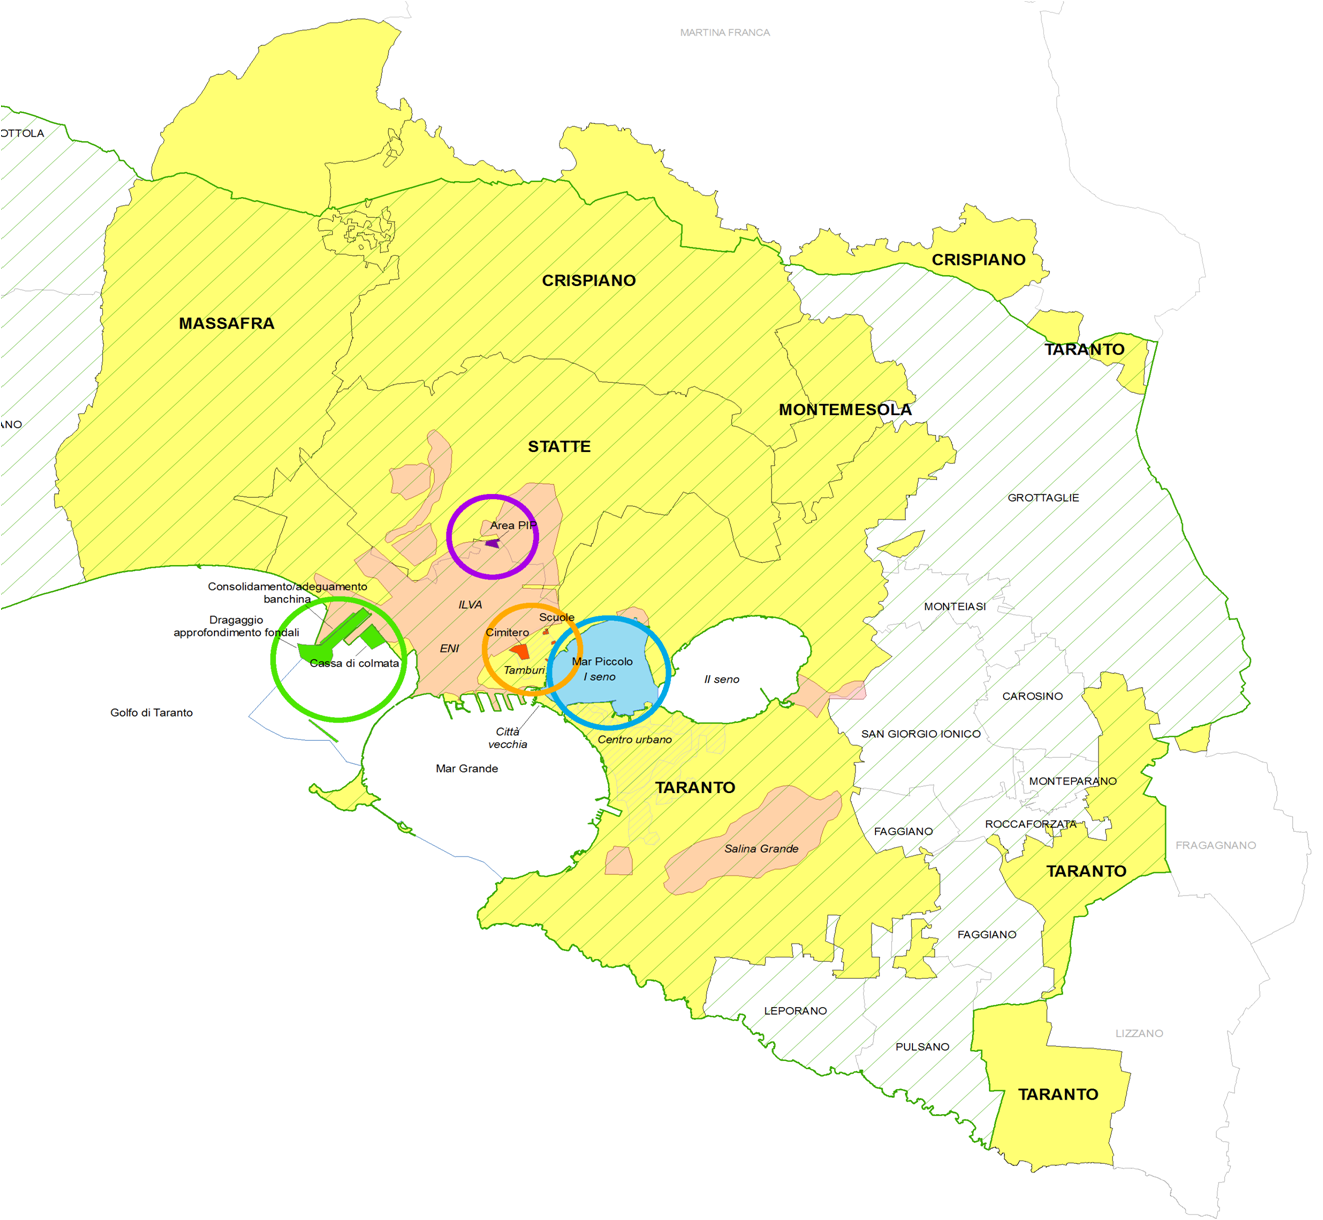 MARTINA FRANCA
OTTOLA
CRISPIANO
CRISPIANO
MASSAFRA
TARANTO
MONTEMESOLA
ANO
STATTE
GROTTAGLIE
Area PIP
Consolidamento/adeguamento
banchina
ILVA
MONTEIASI
Scuole
Dragaggio
approfondimento fondali
Cimitero
ENI
Cassa di colmata
Mar Piccolo
I seno
Tamburi
II seno
CAROSINO
Golfo di Taranto
Città
vecchia
SAN GIORGIO IONICO
Centro urbano
Mar Grande
MONTEPARANO
TARANTO
ROCCAFORZATA
FAGGIANO
FRAGAGNANO
Salina Grande
TARANTO
FAGGIANO
LEPORANO
LIZZANO
PULSANO
TARANTO